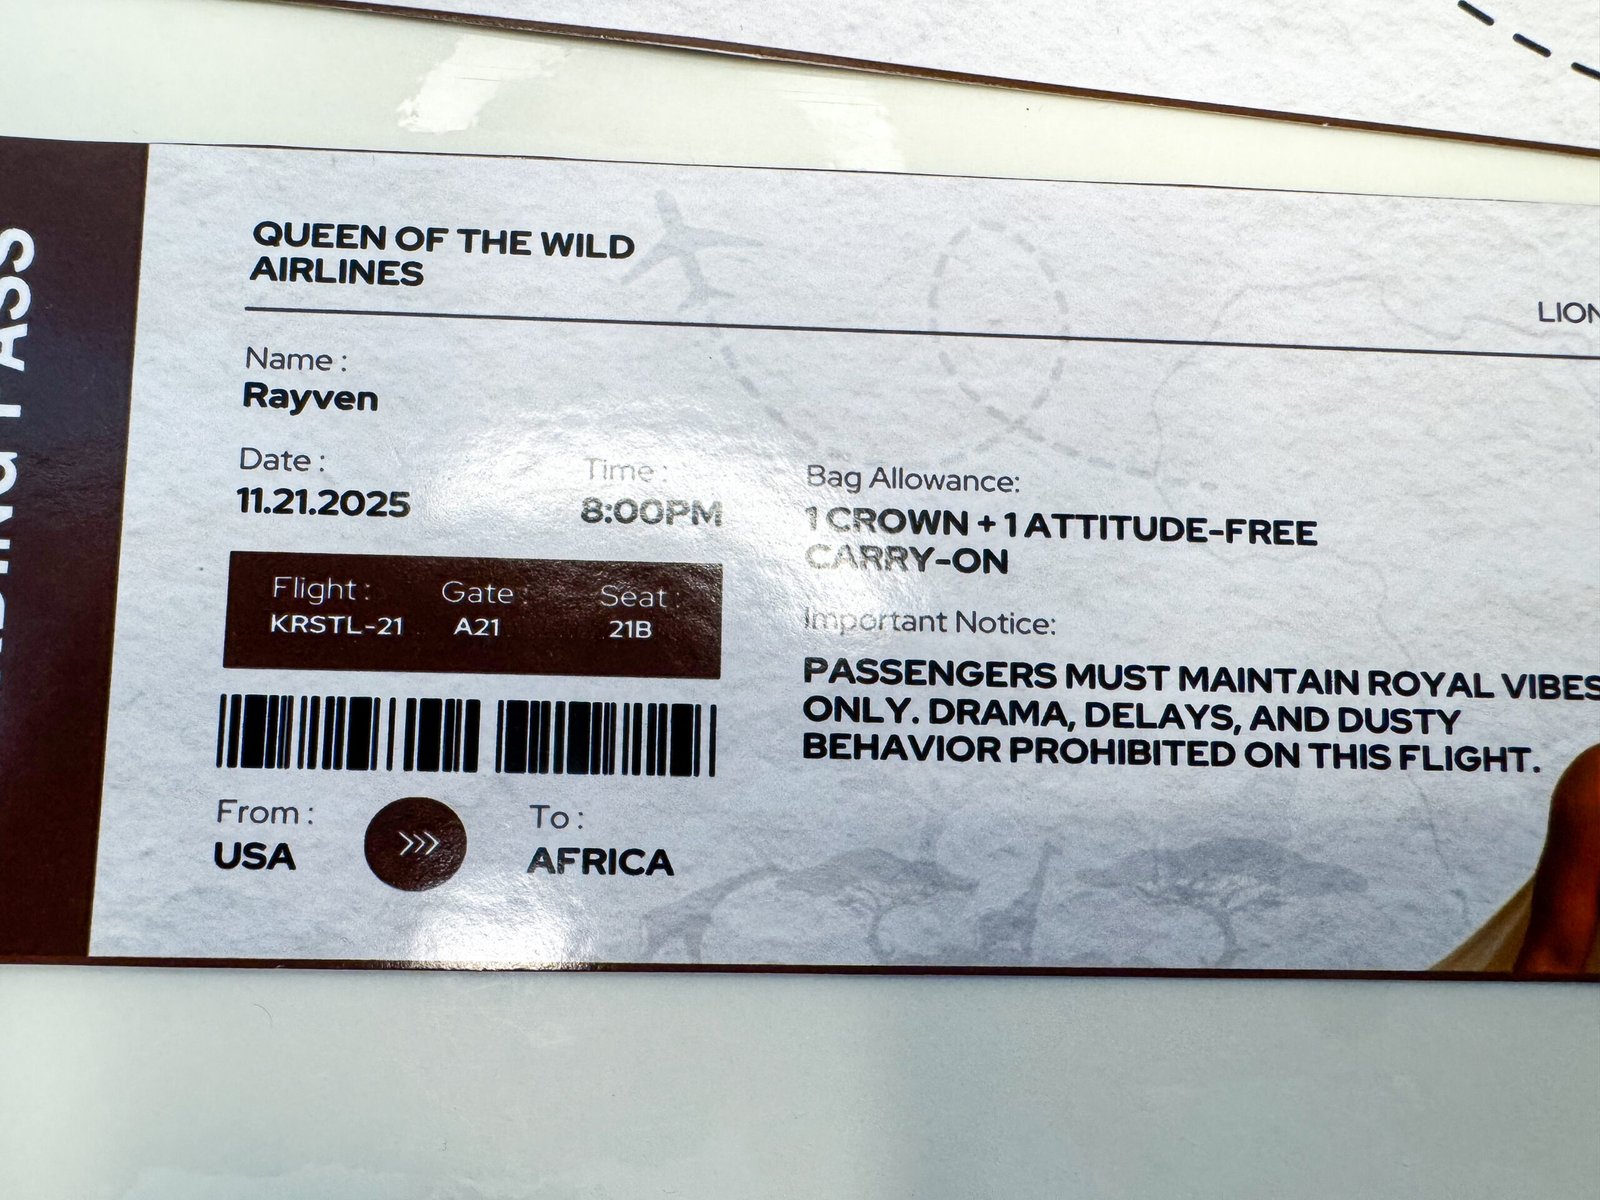 QUEEN OF THE WILD
AIRLINES
Name :
Rayven
Date :
11.21.2025
Time :
8:00PM
Flight :
KRSTL-21
Gate :
A21
Seat :
21B
From :
USA
>>>
To :
AFRICA
Bag Allowance:
1 CROWN + 1 ATTITUDE-FREE
CARRY-ON
Important Notice:
PASSENGERS MUST MAINTAIN ROYAL VIBES
ONLY. DRAMA, DELAYS, AND DUSTY
BEHAVIOR PROHIBITED ON THIS FLIGHT.
LION